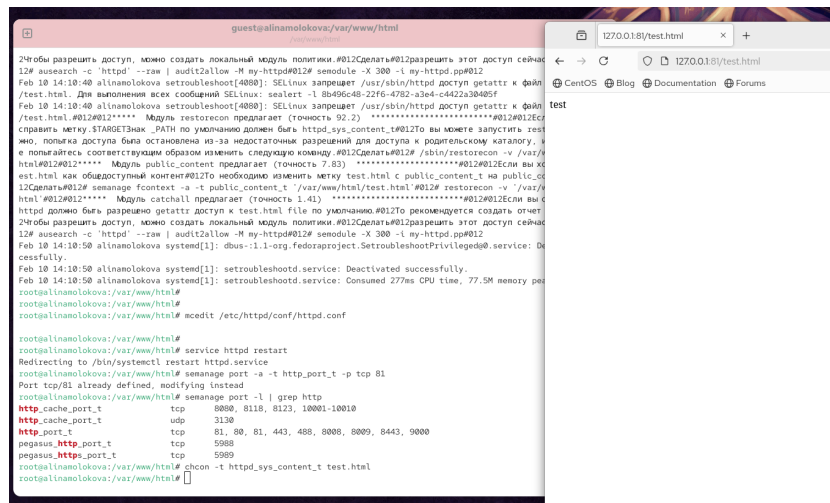 guest@alinamolokova:/var/www/html
/var/www/html
2Чтобы разрешить доступ, можно создать локальный модуль политики.#012Сделать#012разрешить этот доступ сейчас
12# ausearch -c 'httpd' --raw | audit2allow -M my-httpd#012# semodule -X 300 -i my-httpd.pp#012
Feb 10 14:10:40 alinamolokova setroubleshoot[4080]: SELinux запрещает /usr/sbin/httpd доступ getattr к файл
/test.html. Для выполнения всех сообщений SELinux: sealert -l 8b496c48-22f6-4782-a3e4-c4422a30405f
Feb 10 14:10:40 alinamolokova setroubleshoot[4080]: SELinux запрещает /usr/sbin/httpd доступ getattr к файл
/test.html.#012#012***** Модуль restorecon предлагает (точность 92.2) ************************#012#012Есл
справить метку.$TARGETЗнак _PATH по умолчанию должен быть httpd_sys_content_t#012То вы можете запустить rest
жно, попытка доступа была остановлена из-за недостаточных разрешений для доступа к родительскому каталогу, и
е попытайтесь соответствующим образом изменить следующую команду.#012Сделать#012# /sbin/restorecon -v /var/w
html#012#012***** Модуль public_content предлагает (точность 7.83) ********************#012#012Если вы хо
est.html как общедоступный контент#012То необходимо изменить метку test.html с public_content_t на public_co
12Сделать#012# semanage fcontext -a -t public_content_t '/var/www/html/test.html'#012# restorecon -v '/var/w
html'#012#012***** Модуль catchall предлагает (точность 1.41) **************************#012#012Если вы с
httpd должно быть разрешено getattr доступ к test.html file по умолчанию.#012То рекомендуется создать отчет
2Чтобы разрешить доступ, можно создать локальный модуль политики.#012Сделать#012разрешить этот доступ сейчас
12# ausearch -c 'httpd' --raw | audit2allow -M my-httpd#012# semodule -X 300 -i my-httpd.pp#012
Feb 10 14:10:50 alinamolokova systemd[1]: dbus-:1.1-org.fedoraproject.SetroubleshootPrivileged@0.service: De
cessfully.
Feb 10 14:10:50 alinamolokova systemd[1]: setroubleshootd.service: Deactivated successfully.
Feb 10 14:10:50 alinamolokova systemd[1]: setroubleshootd.service: Consumed 277ms CPU time, 77.5M memory pea
root@alinamolokova:/var/www/html#
root@alinamolokova:/var/www/html#
root@alinamolokova:/var/www/html# mcedit /etc/httpd/conf/httpd.conf
root@alinamolokova:/var/www/html#
root@alinamolokova:/var/www/html# service httpd restart
Redirecting to /bin/systemctl restart httpd.service
root@alinamolokova:/var/www/html# semanage port -a -t http_port_t -p tcp 81
Port tcp/81 already defined, modifying instead
root@alinamolokova:/var/www/html# semanage port -l | grep http
http_cache_port_t tcp 8080, 8118, 8123, 10001-10010
http_cache_port_t udp 3130
http_port_t tcp 81, 80, 81, 443, 488, 8008, 8009, 8443, 9000
pegasus_http_port_t tcp 5988
pegasus_https_port_t tcp 5989
root@alinamolokova:/var/www/html# chcon -t httpd_sys_content_t test.html
root@alinamolokova:/var/www/html#
127.0.0.1:81/test.html
127.0.0.1:81/test.html
CentOS Blog Documentation Forums
test